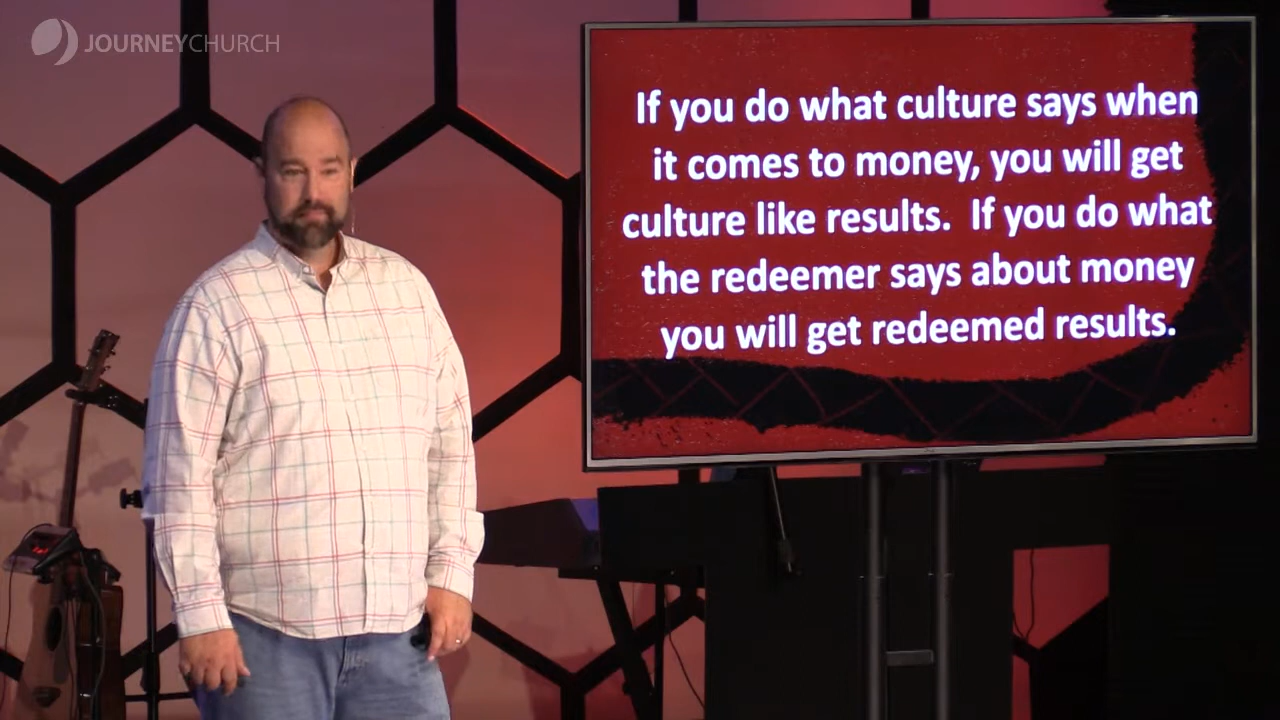 JOURNEYCHURCH
If you do what culture says when
it comes to money, you will get
culture like results.  If you do what
the redeemer says about money
you will get redeemed results.